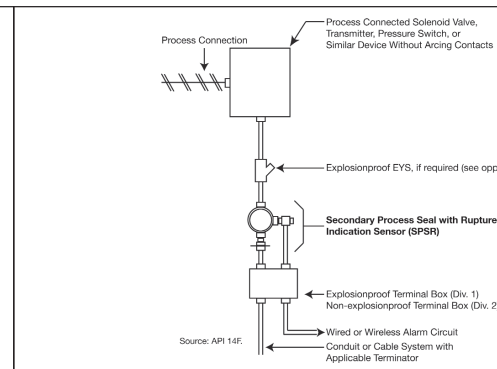 Process Connection
Process Connected Solenoid Valve,
Transmitter, Pressure Switch, or
Similar Device Without Arcing Contacts
Explosionproof EYS, if required (see
Secondary Process Seal with Rupture
Indication Sensor (SPSR)
Explosionproof Terminal Box (Div. 1)
Non-explosionproof Terminal Box (Div. 2
Wired or Wireless Alarm Circuit
Source: API 14F.
Conduit or Cable System with
Applicable Terminator